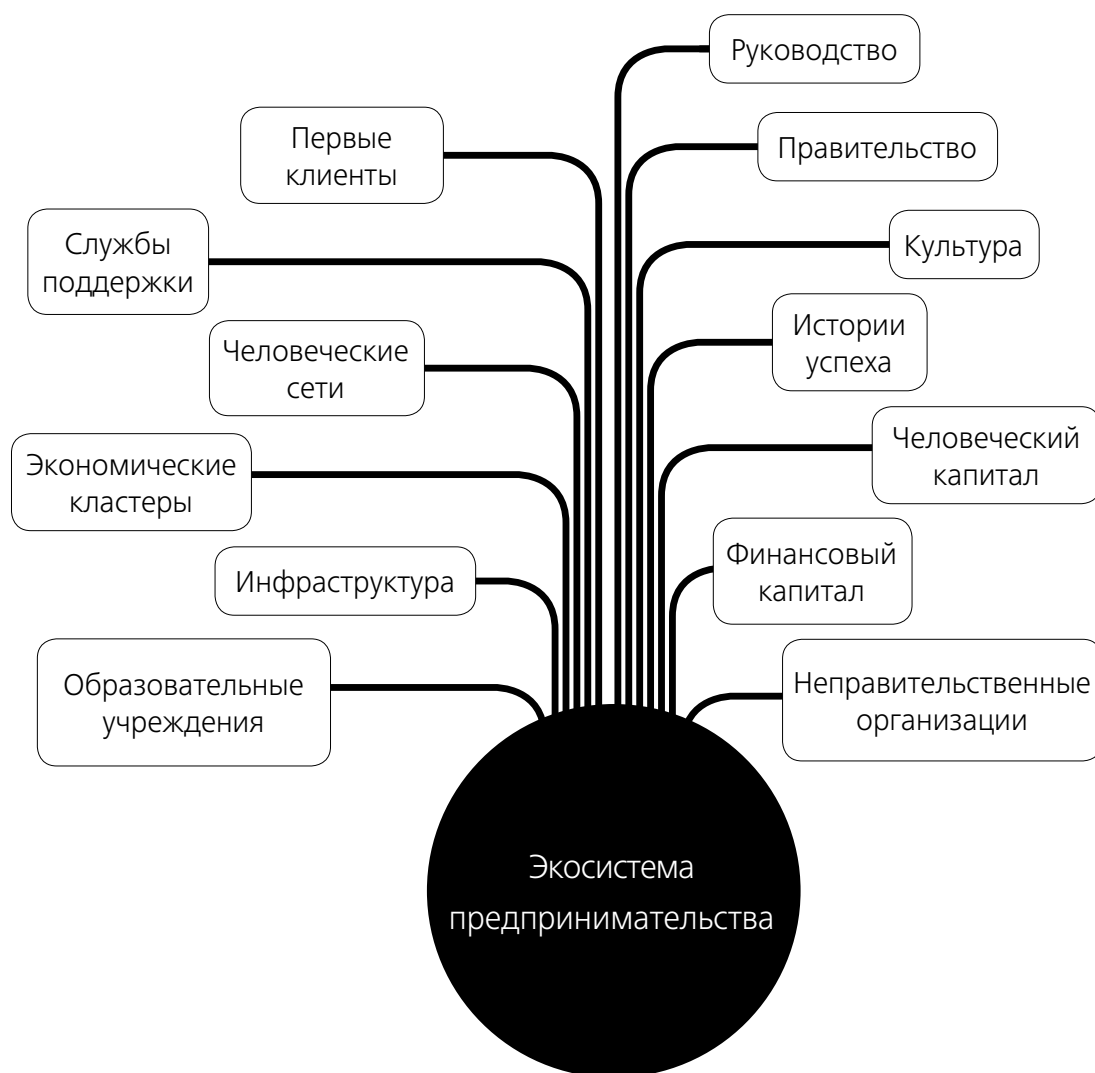 Руководство
Первые
клиенты
Правительство
Службы
поддержки
Культура
Человеческие
сети
Истории
успеха
Экономические
кластеры
Человеческий
капитал
Инфраструктура
Финансовый
капитал
Образовательные
учреждения
Неправительственные
организации
Экосистема
предпринимательства